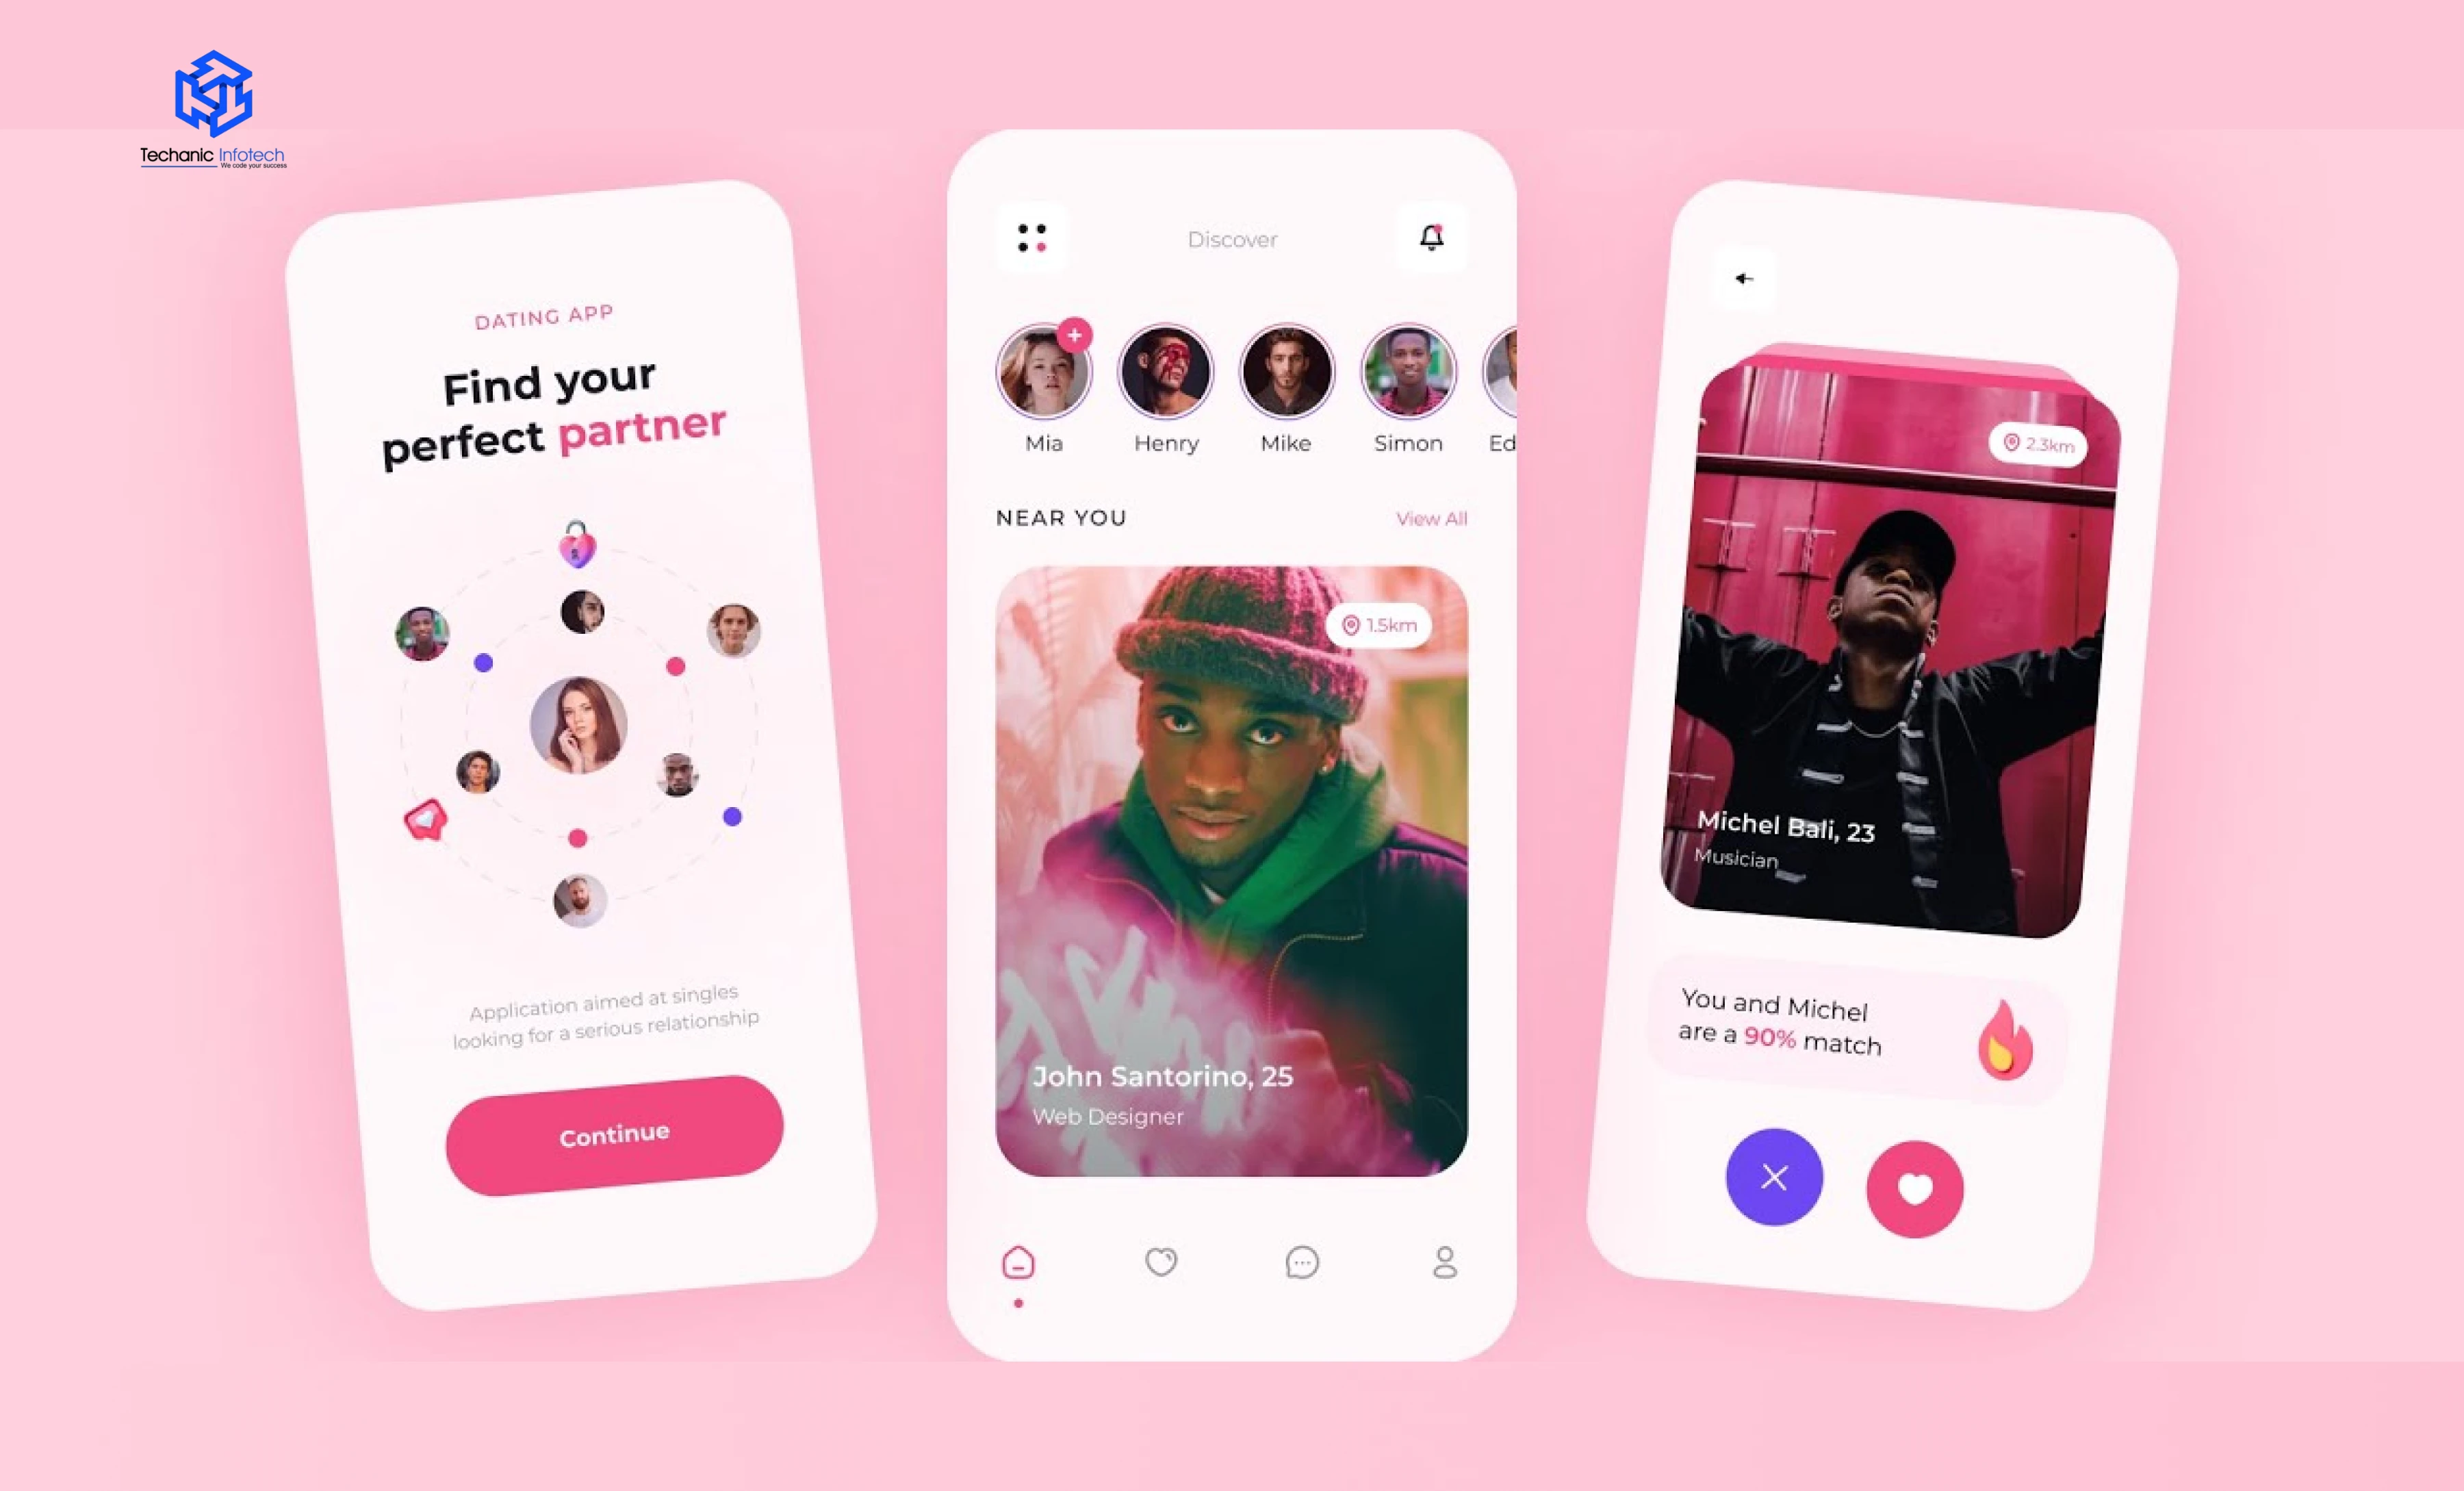 Techanic Infotech
We code your success
DATING APP
Find your
perfect partner
Application aimed at singles
looking for a serious relationship
Continue
Discover
Mia
Henry
Mike
Simon
Ed
NEAR YOU
View All
1.5km
John Santorino, 25
Web Designer
2.3km
Michel Bali, 23
Musician
You and Michel
are a 90% match